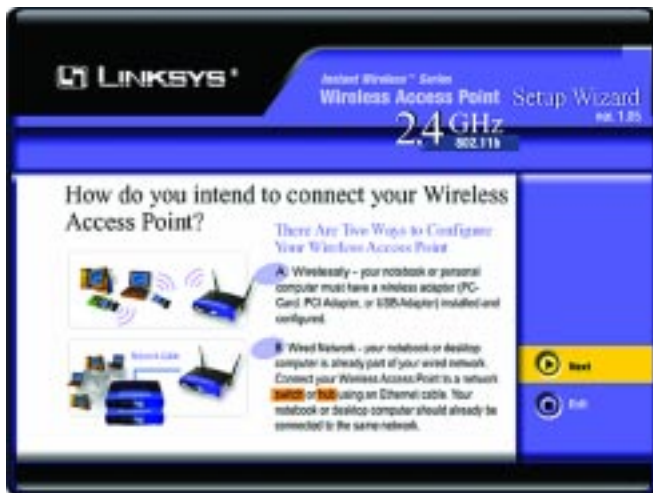 LINKSYS®
Instant Wireless™ Series
Wireless Access Point
Setup Wizard
ver. 1.05
2.4 GHz
802.11b
How do you intend to connect your Wireless
Access Point?
There Are Two Ways to Configure
Your Wireless Access Point
A. Wirelessly – your notebook or personal
computer must have a wireless adapter (PC-
Card, PCI Adapter, or USB Adapter) installed and
configured.
Network Cable
B. Wired Network – your notebook or desktop
computer is already part of your wired network.
Connect your Wireless Access Point to a network
switch or hub using an Ethernet cable. Your
notebook or desktop computer should already be
connected to the same network.
Next
Exit